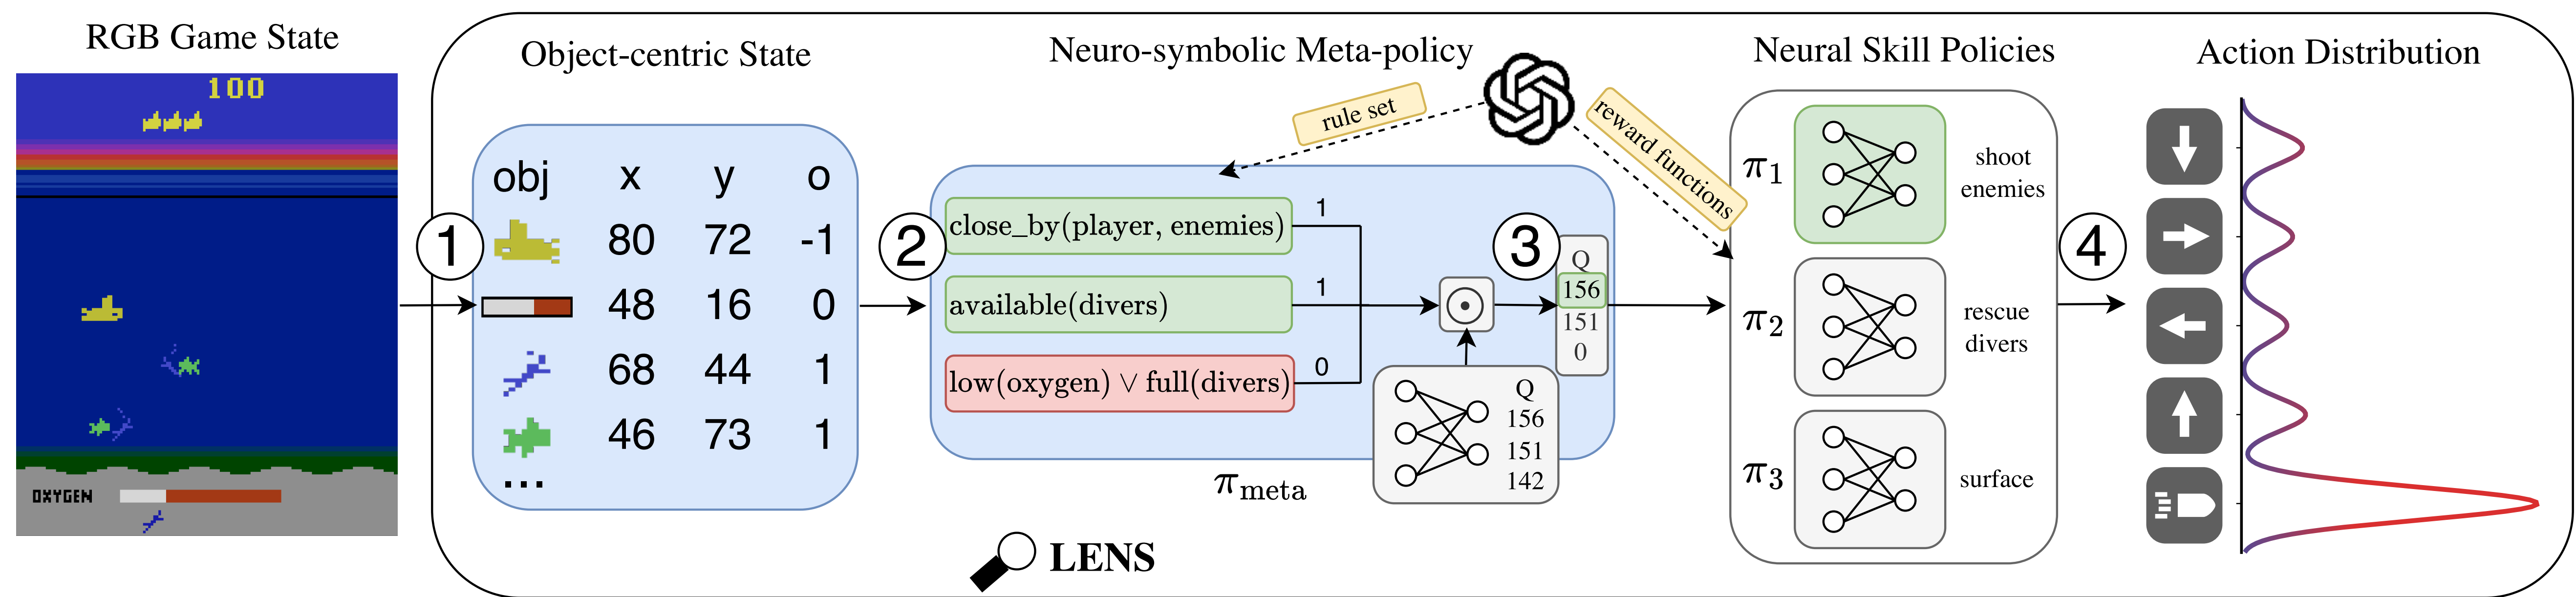 RGB Game State
100
OXYGEN
Object-centric State
obj x y o
80 72 -1
48 16 0
68 44 1
46 73 1
...
1
Neuro-symbolic Meta-policy
rule set
reward functions
2
close_by(player, enemies)
1
available(divers)
1
low(oxygen) ∨ full(divers)
0
3
Q
156
151
0
Q
156
151
142
π_meta
LENS
Neural Skill Policies
π₁
shoot
enemies
π₂
rescue
divers
π₃
surface
4
Action Distribution